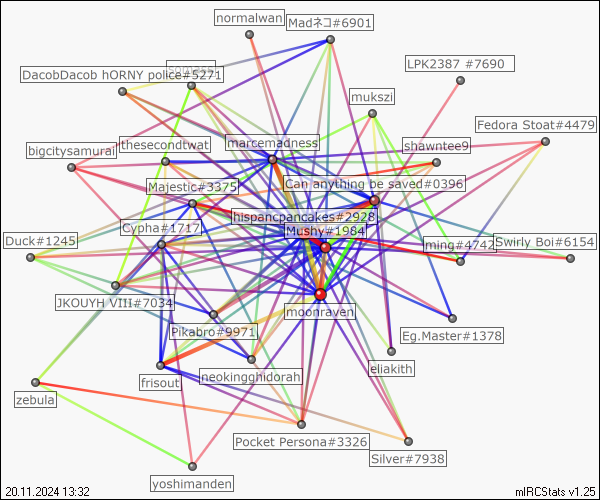 normalwan
Madネコ#6901
LPK2387 #7690
DacobDacob hORNY police#5271
mukszi
Fedora Stoat#4479
thesecondtwat
marcemadness
shawntee9
bigcitysamurai
Majestic#3375
Can anything be saved#0396
hispancpancakes#2928
Cypha#1717
Mushy#1984
Duck#1245
ming#4742
Swirly Boi#6154
JKOUYH VIII#7034
moonraven
Pikabro#9971
Eg.Master#1378
eliakith
frisout
neokingghidorah
zebula
Pocket Persona#3326
Silver#7938
yoshimanden
20.11.2024 13:32
mIRCStats v1.25